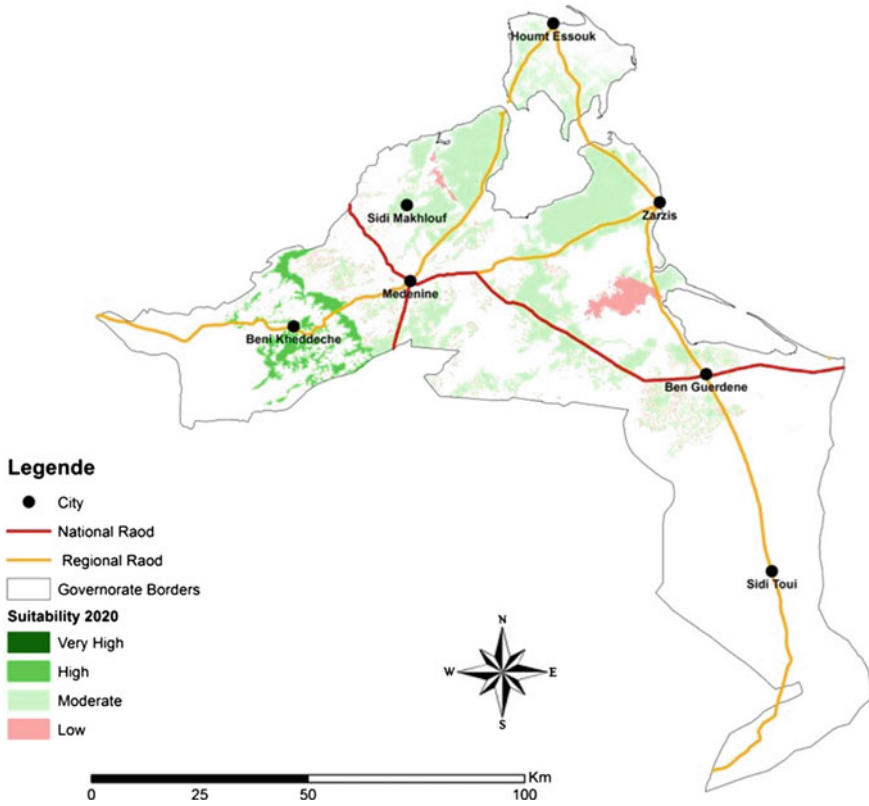 Houmt Essouk
Zarzis
Sidi Makhlouf
Medenine
Beni Kheddeche
Ben Guerdene
Sidi Toui
Legende
City
National Raod
Regional Raod
Governorate Borders
Suitability 2020
Very High
High
Moderate
Low
N
W E
S
Km
0 25 50 100